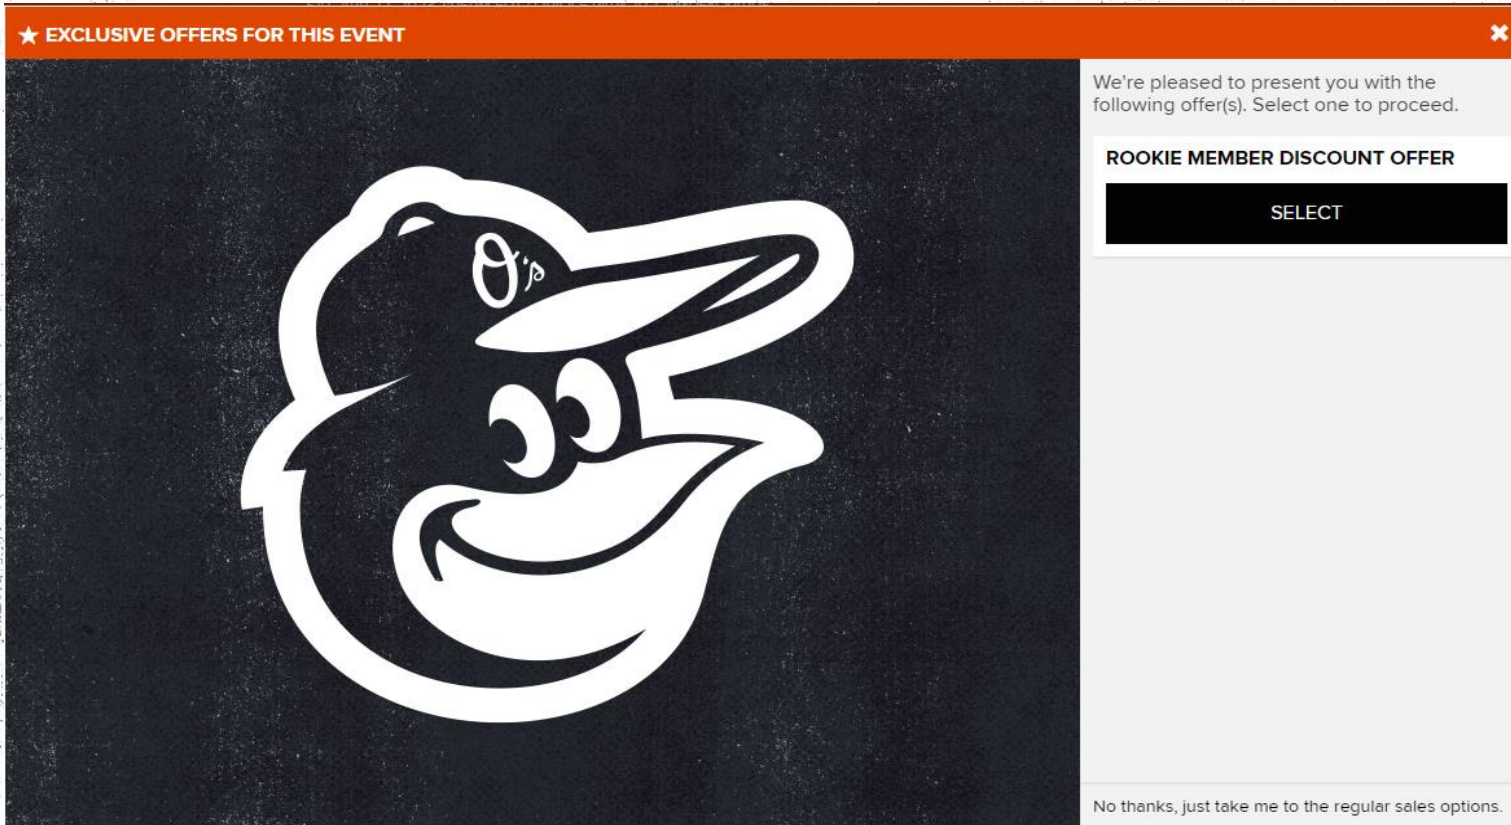 ★ EXCLUSIVE OFFERS FOR THIS EVENT
✖
O's
We're pleased to present you with the
following offer(s). Select one to proceed.
ROOKIE MEMBER DISCOUNT OFFER
SELECT
No thanks, just take me to the regular sales options.